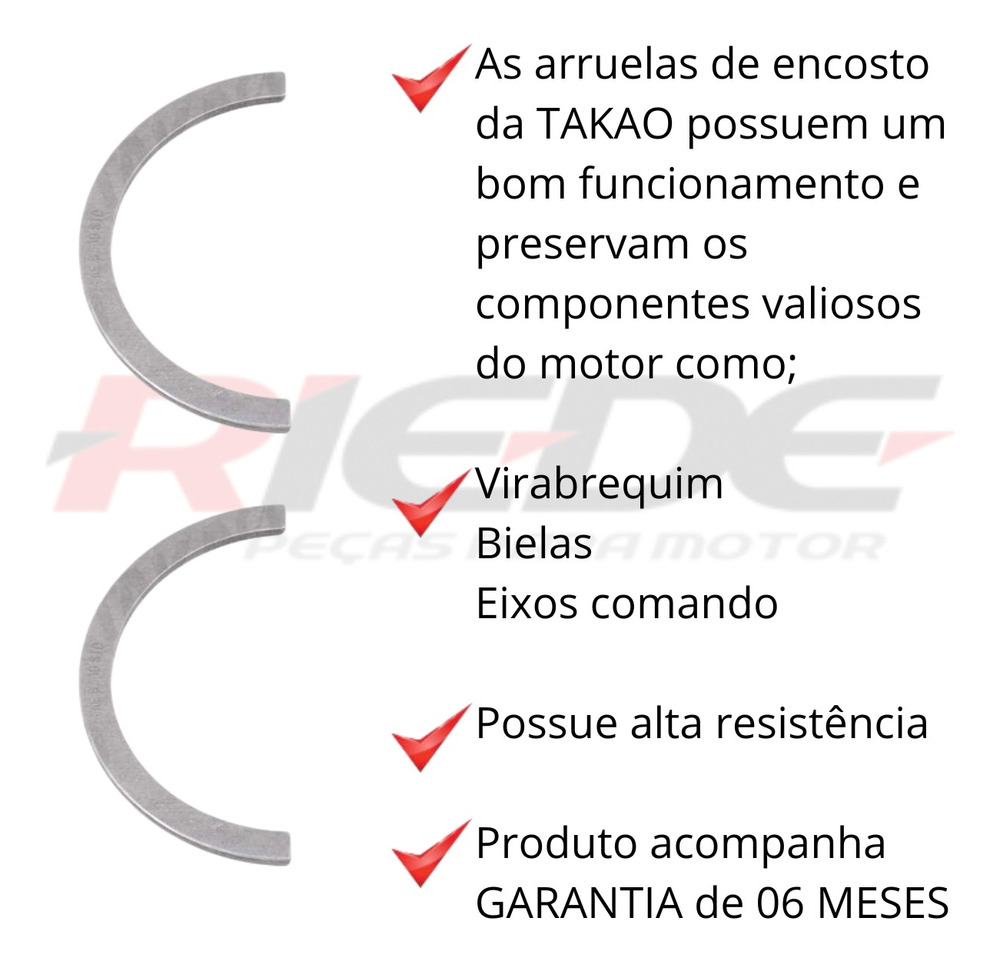 As arruelas de encosto
da TAKAO possuem um
bom funcionamento e
preservam os
componentes valiosos
do motor como;
RIEDE
Virabrequim
PEÇAS MOTOR
Bielas
Eixos comando
Possue alta resistência
Produto acompanha
GARANTIA de 06 MESES